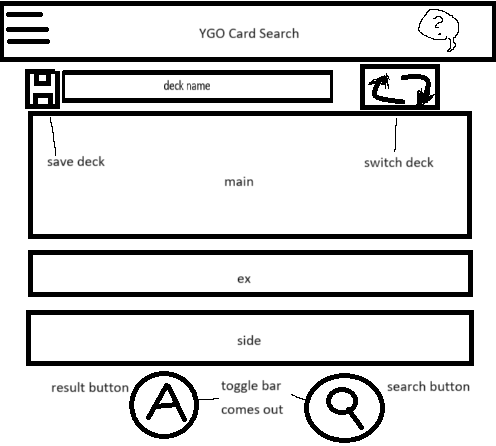 YGO Card Search
?
deck name
save deck
switch deck
main
ex
side
result button
toggle bar
comes out
search button
A